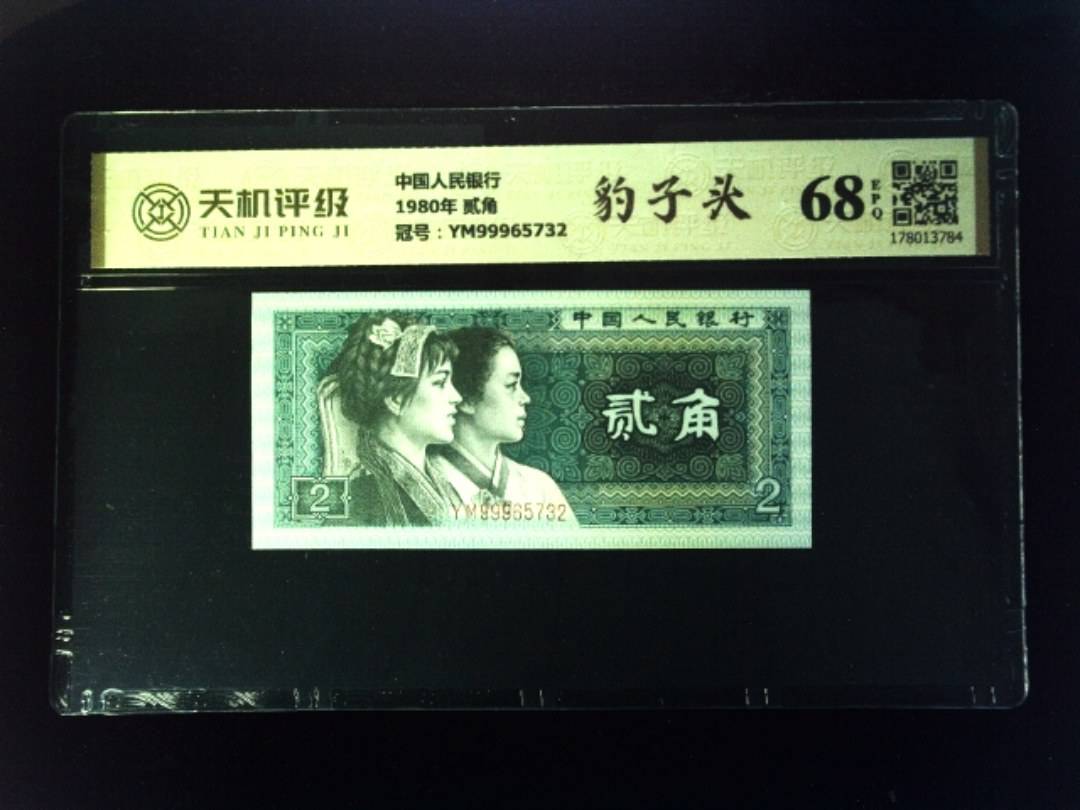 天机评级
TIAN JI PING JI
中国人民银行
1980年 贰角
冠号：YM99965732
豹子头
68
EPQ
178013784
中国人民银行
贰角
2
YM99965732
2